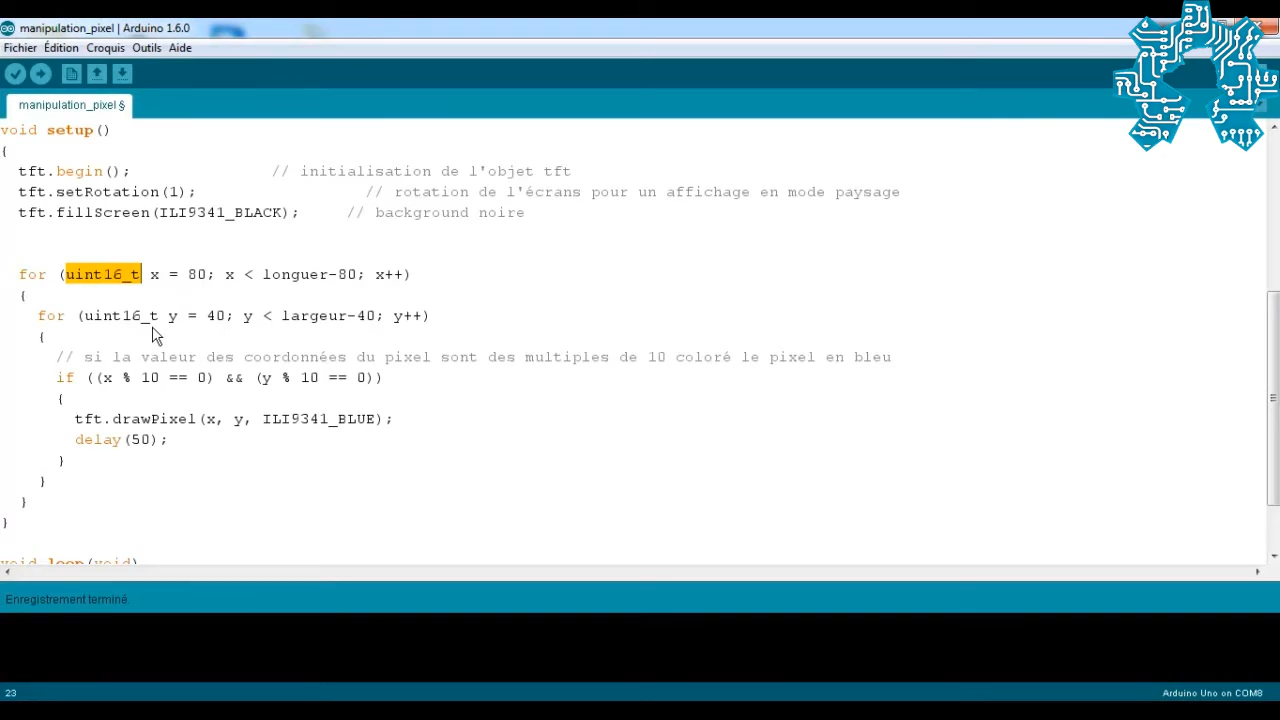 manipulation_pixel | Arduino 1.6.0
Fichier Édition Croquis Outils Aide
manipulation_pixel §
void setup()
{
tft.begin(); // initialisation de l'objet tft
tft.setRotation(1); // rotation de l'écrans pour un affichage en mode paysage
tft.fillScreen(ILI9341_BLACK); // background noire
for (uint16_t x = 80; x < longuer-80; x++)
{
for (uint16_t y = 40; y < largeur-40; y++)
{
// si la valeur des coordonnées du pixel sont des multiples de 10 coloré le pixel en bleu
if ((x % 10 == 0) && (y % 10 == 0))
{
tft.drawPixel(x, y, ILI9341_BLUE);
delay(50);
}
}
}
}
void loop(void)
Enregistrement terminé.
23
Arduino Uno on COM8